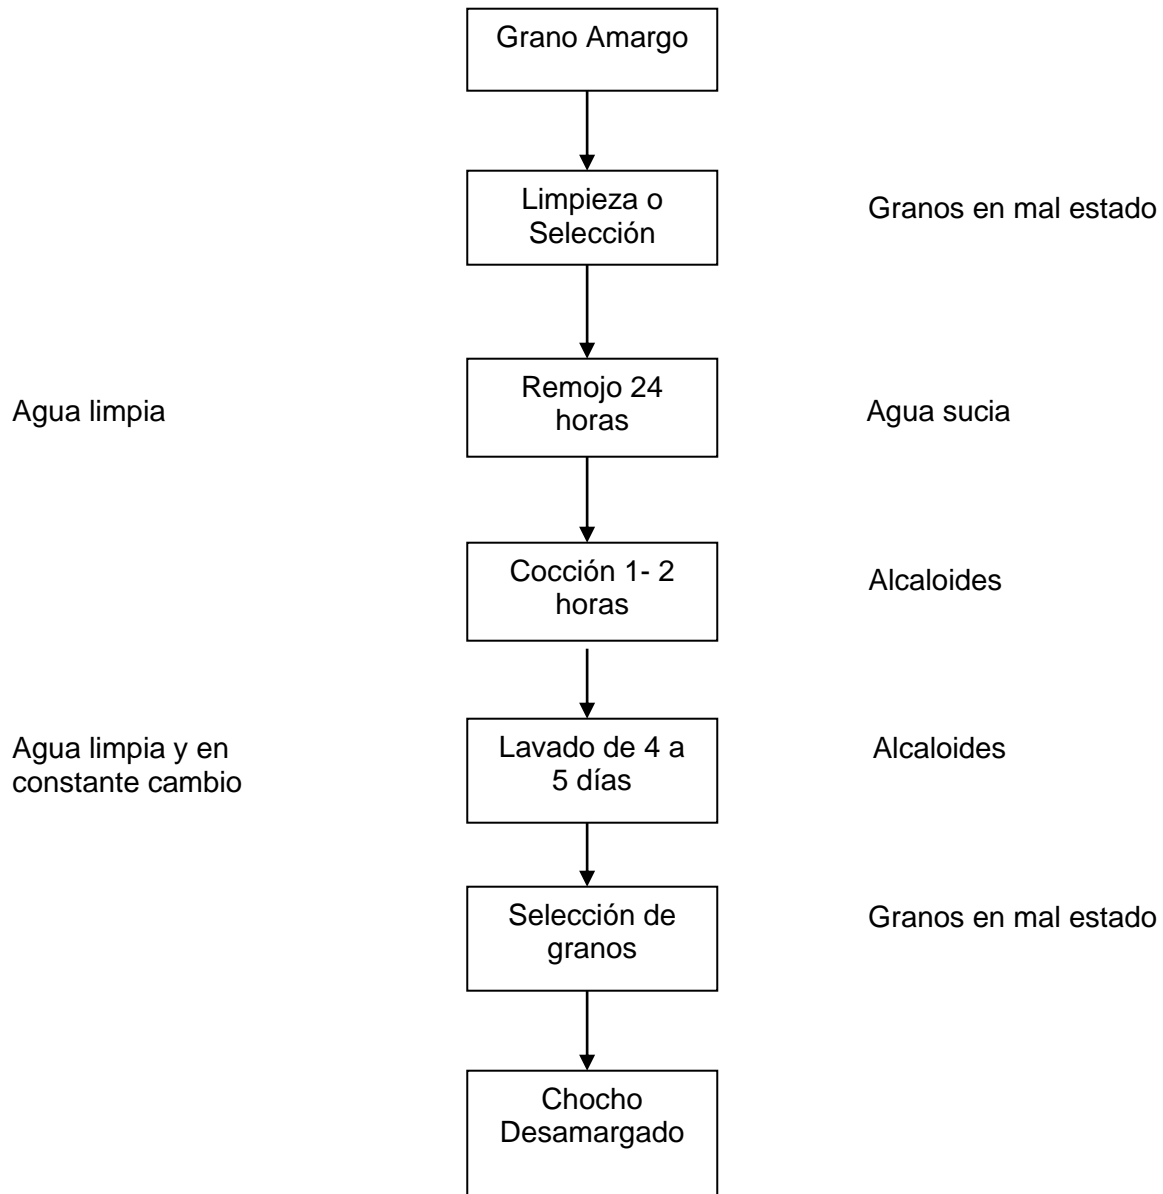 Grano Amargo
Limpieza o
Selección
Granos en mal estado
Agua limpia
Remojo 24
horas
Agua sucia
Cocción 1- 2
horas
Alcaloides
Agua limpia y en
constante cambio
Lavado de 4 a
5 días
Alcaloides
Selección de
granos
Granos en mal estado
Chocho
Desamargado